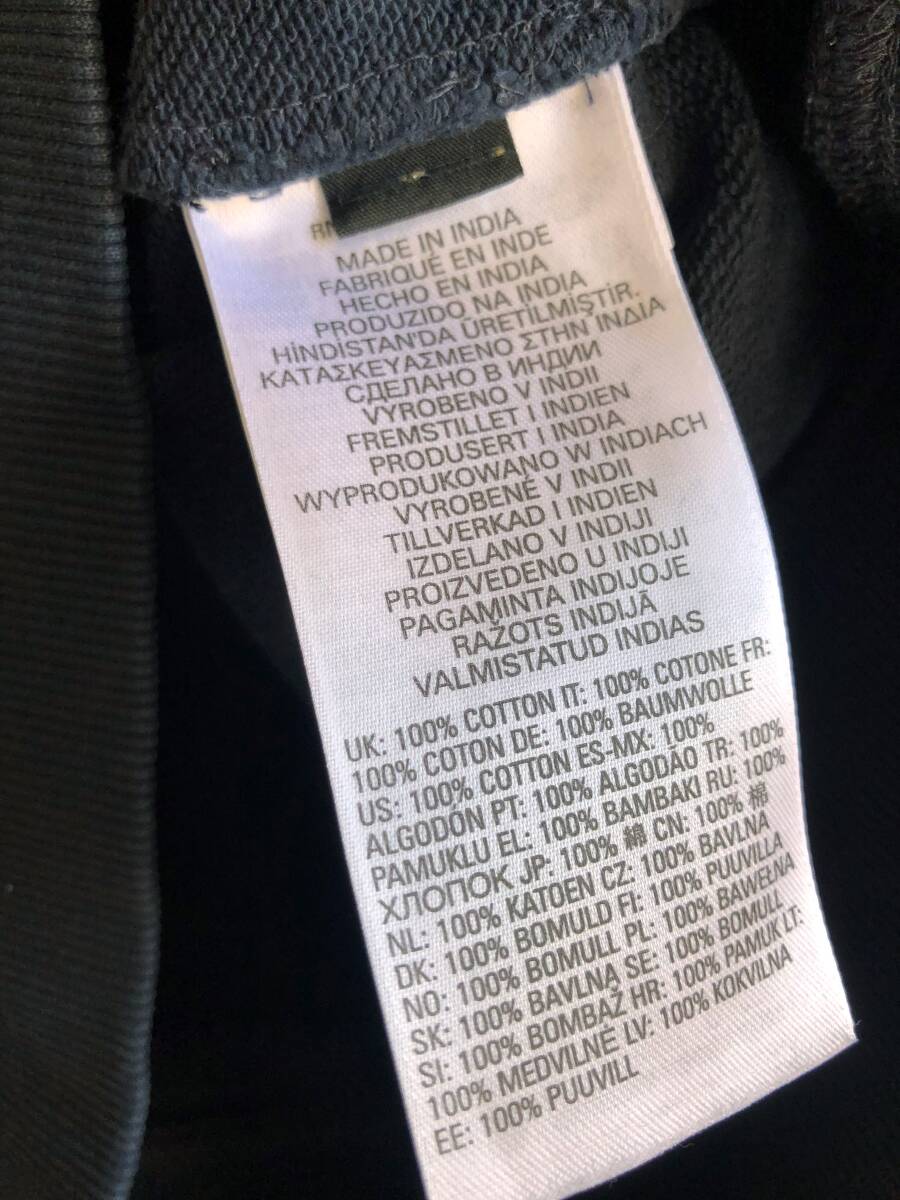 RN
MADE IN INDIA
FABRIQUÉ EN INDE
HECHO EN INDIA
PRODUZIDO NA INDIA
HİNDİSTAN'DA ÜRETİLMİŞTİR.
ΚΑΤΑΣΚΕΥΑΣΜΕΝΟ ΣΤΗΝ ΙΝΔΙΑ
СДЕЛАНО В ИНДИИ
VYROBENO V INDII
FREMSTILLET I INDIEN
PRODUSERT I INDIA
WYPRODUKOWANO W INDIACH
VYROBENÉ V INDII
TILLVERKAD I INDIEN
IZDELANO V INDIJI
PROIZVEDENO U INDIJI
PAGAMINTA INDIJOJE
RAŽOTS INDIJĀ
VALMISTATUD INDIAS
UK: 100% COTTON IT: 100% COTONE FR:
100% COTON DE: 100% BAUMWOLLE
US: 100% COTTON ES-MX: 100%
ALGODÓN PT: 100% ALGODÃO TR: 100%
PAMUKLU EL: 100% BAMBAKI RU: 100%
ХЛОПОК JP: 100% 綿 CN: 100% 棉
NL: 100% KATOEN CZ: 100% BAVLNA
DK: 100% BOMULD FI: 100% PUUVILLA
NO: 100% BOMULL PL: 100% BAWEŁNA
SK: 100% BAVLNA SE: 100% BOMULL
SI: 100% BOMBAŽ HR: 100% PAMUK LT:
100% MEDVILNĖ LV: 100% KOKVILNA
EE: 100% PUUVILL